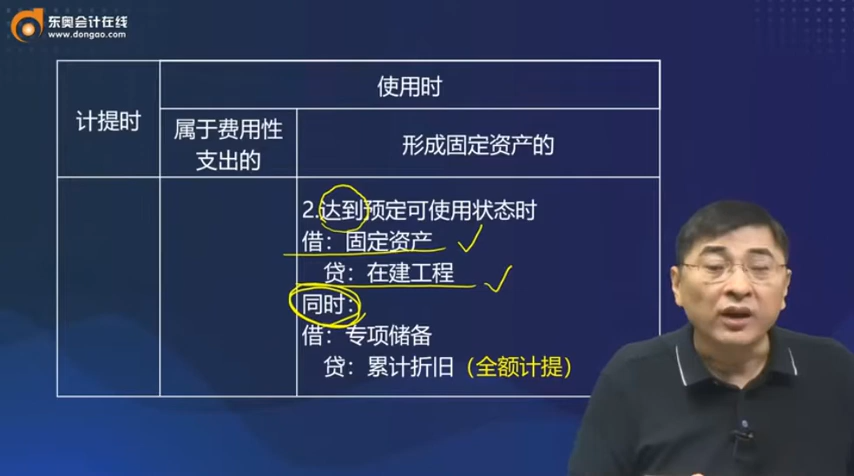 东奥会计在线
www.dongao.com
使用时
计提时
属于费用性
支出的
形成固定资产的
2.达到预定可使用状态时
借：固定资产
贷：在建工程
同时：
借：专项储备
贷：累计折旧（全额计提）